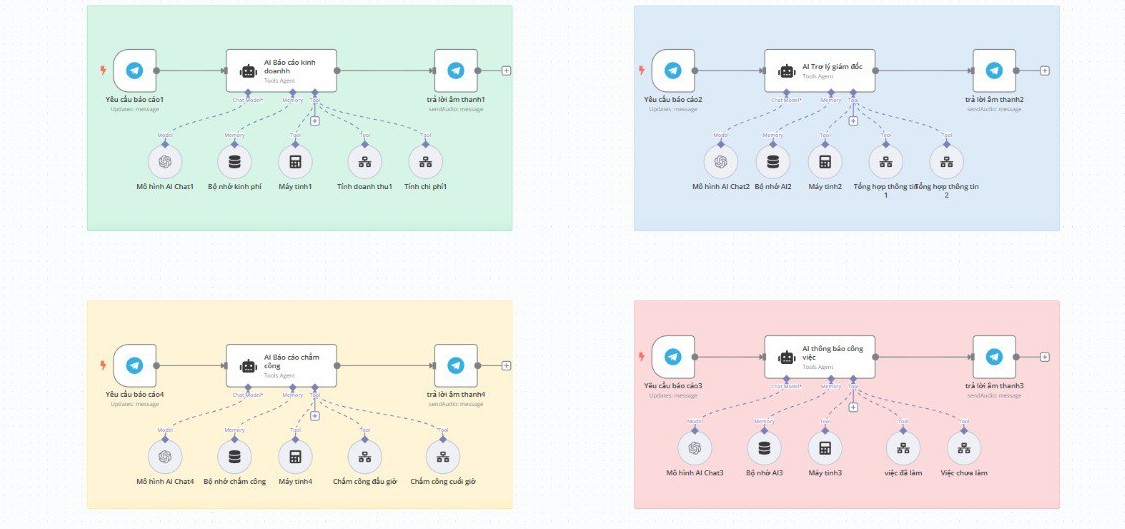 AI Báo cáo kinh
doanhh
Tools Agent
Yêu cầu báo cáo1
Updates: message
trả lời âm thanh1
sendAudio: message
Chat Model*
Memory
Tool
Model
Memory
Tool
Tool
Tool
Mô hình AI Chat1
Bộ nhớ kinh phí
Máy tính1
Tính doanh thu1
Tính chi phí1
AI Trợ lý giám đốc
Tools Agent
Yêu cầu báo cáo2
Updates: message
trả lời âm thanh2
sendAudio: message
Chat Model*
Memory
Tool
Model
Memory
Tool
Tool
Tool
Mô hình AI Chat2
Bộ nhớ AI2
Máy tính2
Tổng hợp thông tin
1
Tổng hợp thông tin
2
AI Báo cáo chấm
công
Tools Agent
Yêu cầu báo cáo4
Updates: message
trả lời âm thanh4
sendAudio: message
Chat Model*
Memory
Tool
Model
Memory
Tool
Tool
Tool
Mô hình AI Chat4
Bộ nhớ chấm công
Máy tính4
Chấm công đầu giờ
Chấm công cuối giờ
AI thông báo công
việc
Tools Agent
Yêu cầu báo cáo3
Updates: message
trả lời âm thanh3
sendAudio: message
Chat Model*
Memory
Tool
Model
Memory
Tool
Tool
Tool
Mô hình AI Chat3
Bộ nhớ AI3
Máy tính3
việc đã làm
Việc chưa làm